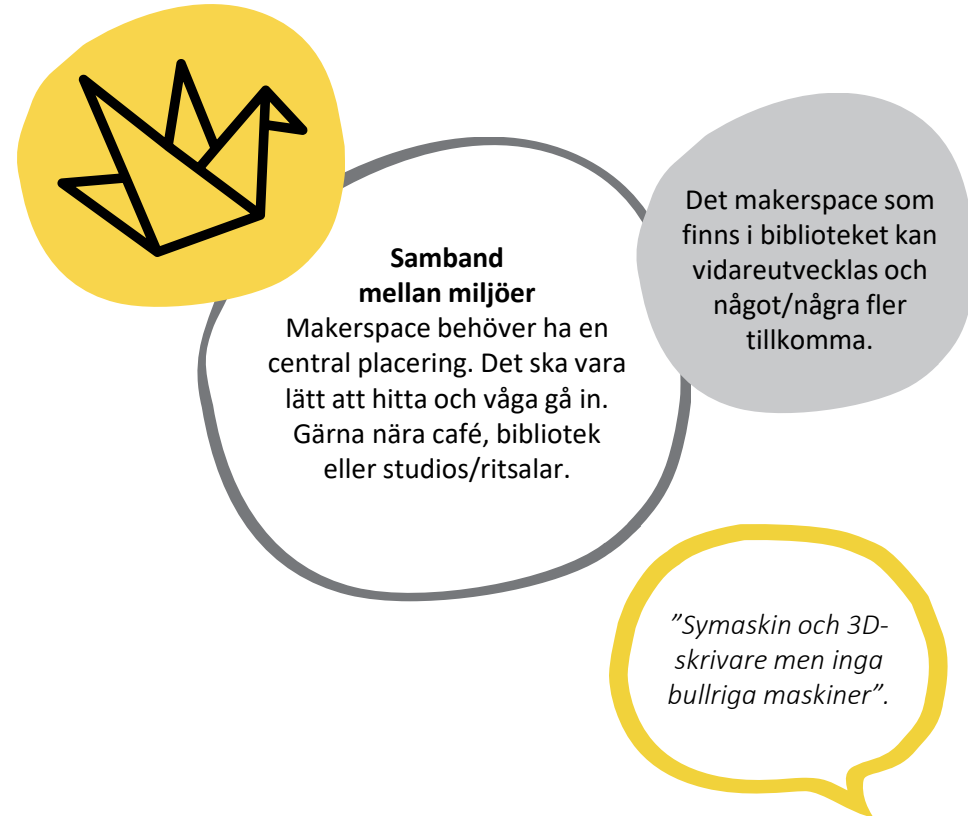 Samband
mellan miljöer
Makerspace behöver ha en
central placering. Det ska vara
lätt att hitta och våga gå in.
Gärna nära café, bibliotek
eller studios/ritsalar.
Det makerspace som
finns i biblioteket kan
vidareutvecklas och
något/några fler
tillkomma.
”Symaskin och 3D-
skrivare men inga
bullriga maskiner”.